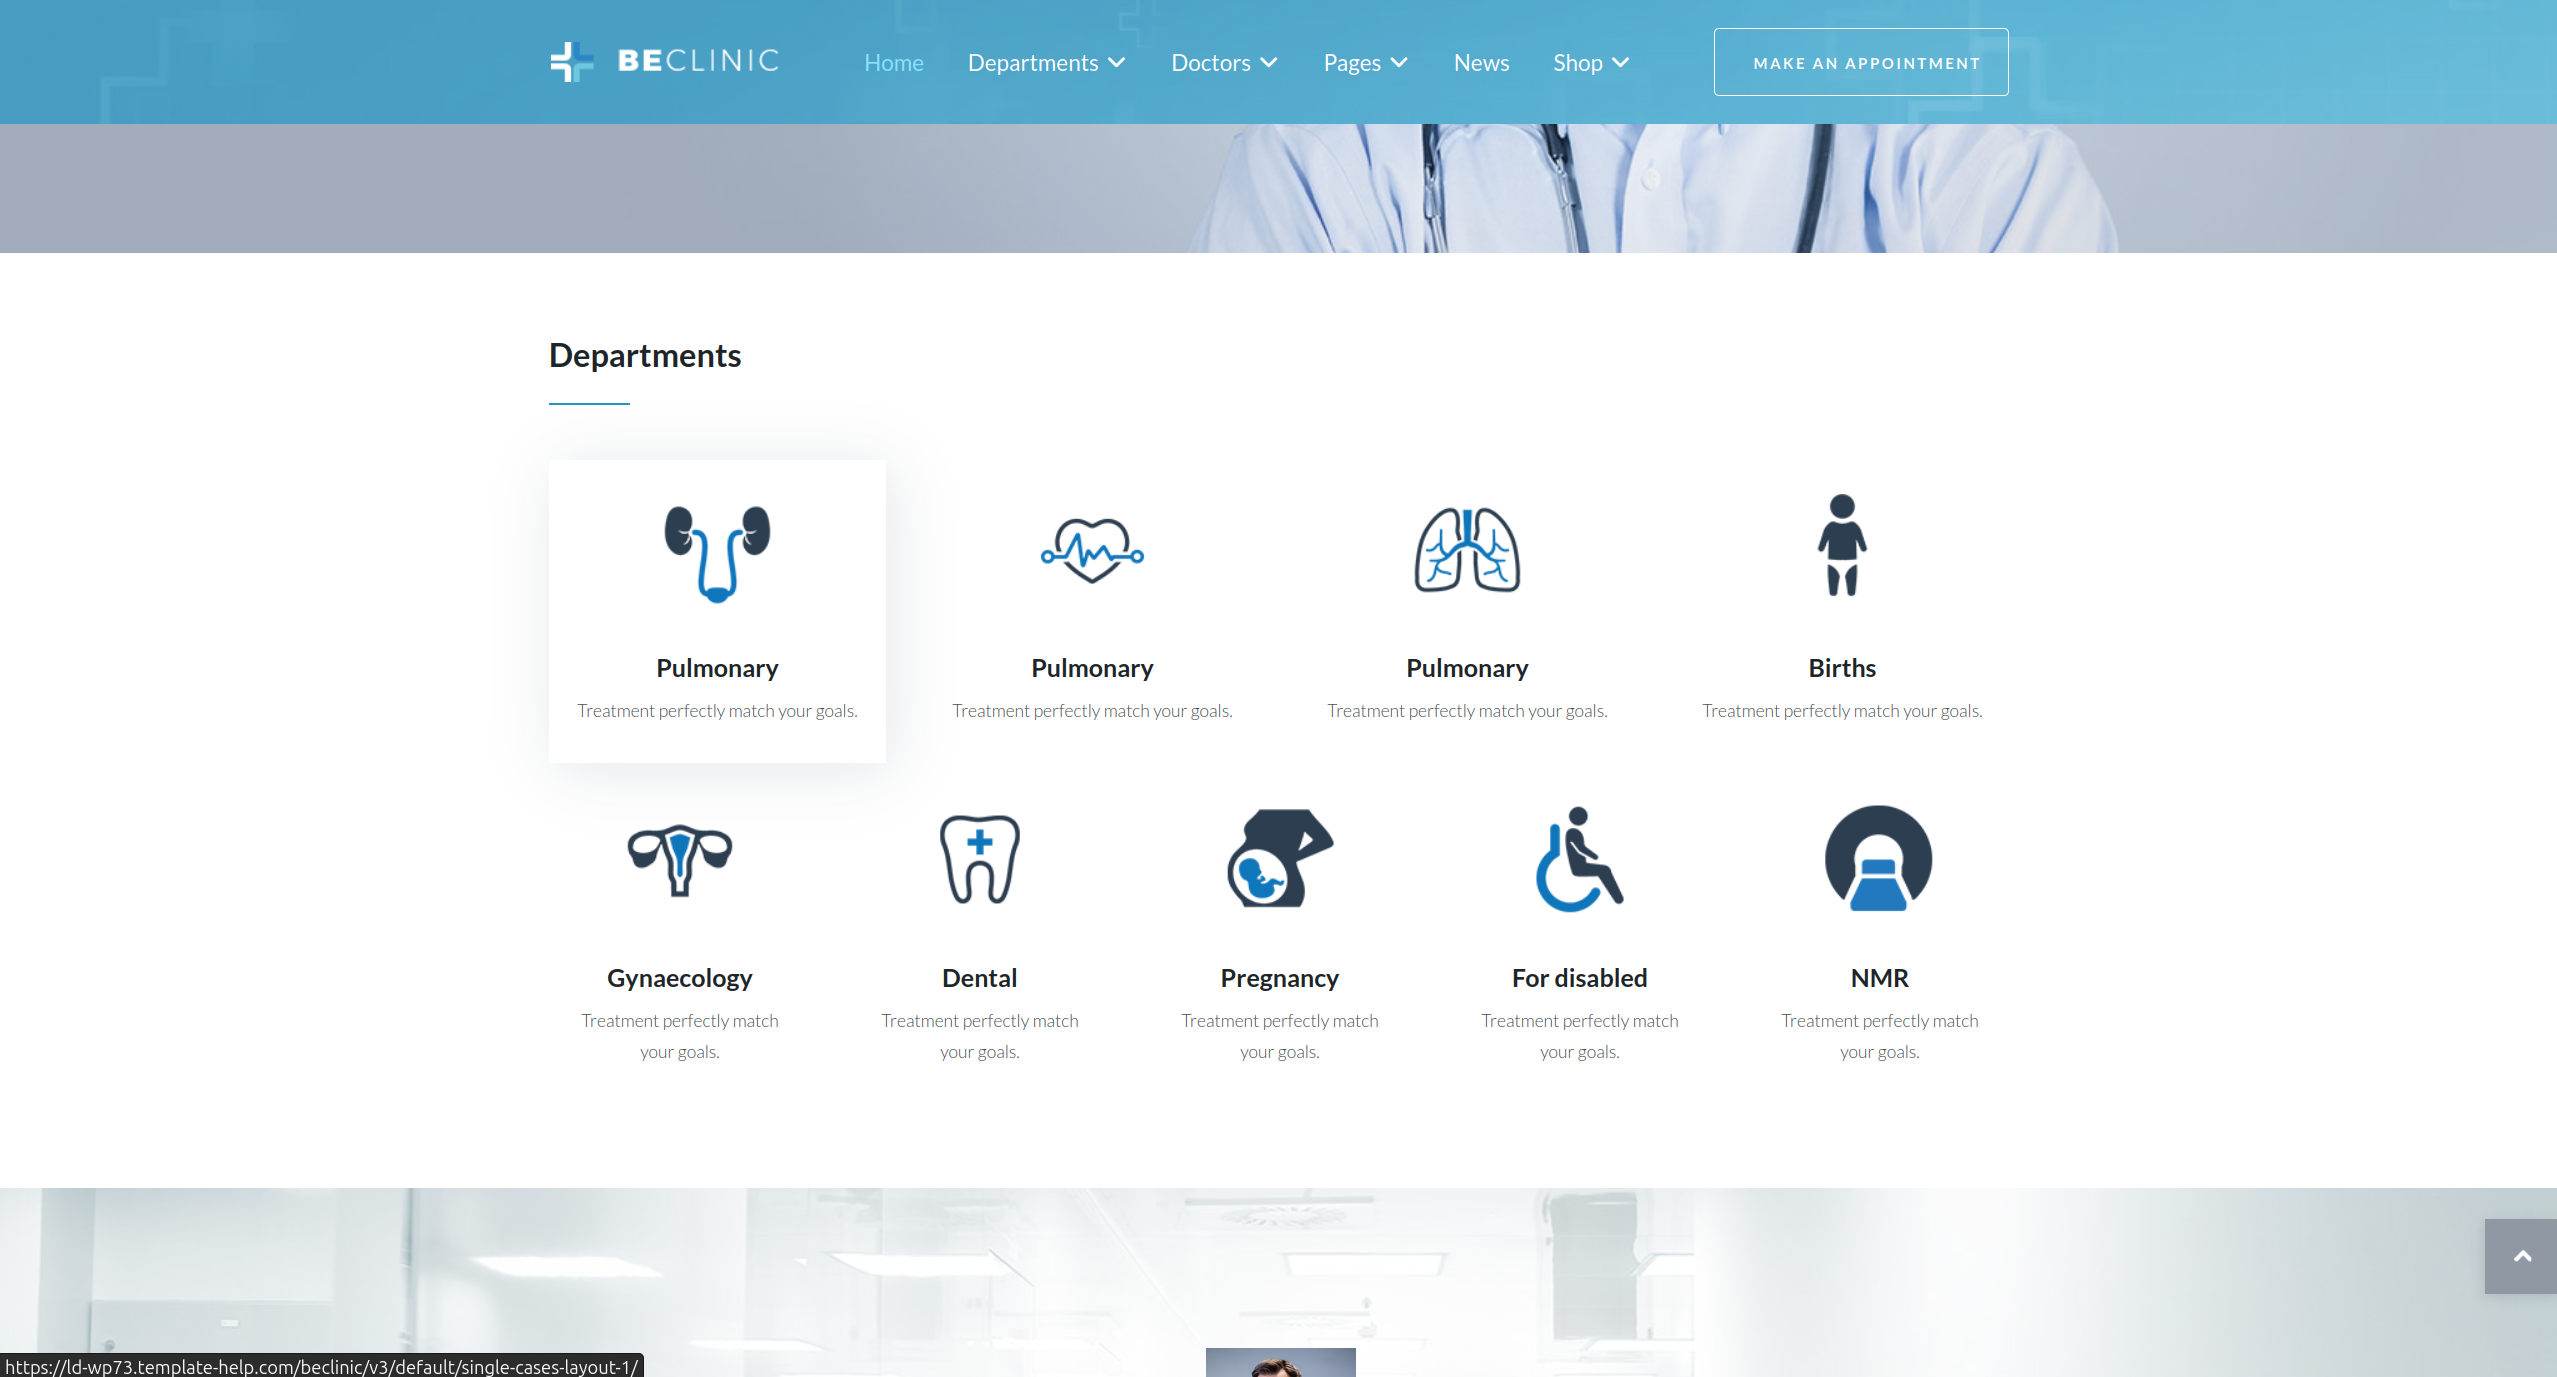 BECLINIC
Home Departments Doctors Pages News Shop
MAKE AN APPOINTMENT
Departments
Pulmonary
Treatment perfectly match your goals.
Pulmonary
Treatment perfectly match your goals.
Pulmonary
Treatment perfectly match your goals.
Births
Treatment perfectly match your goals.
Gynaecology
Treatment perfectly match
your goals.
Dental
Treatment perfectly match
your goals.
Pregnancy
Treatment perfectly match
your goals.
For disabled
Treatment perfectly match
your goals.
NMR
Treatment perfectly match
your goals.
https://ld-wp73.template-help.com/beclinic/v3/default/single-cases-layout-1/